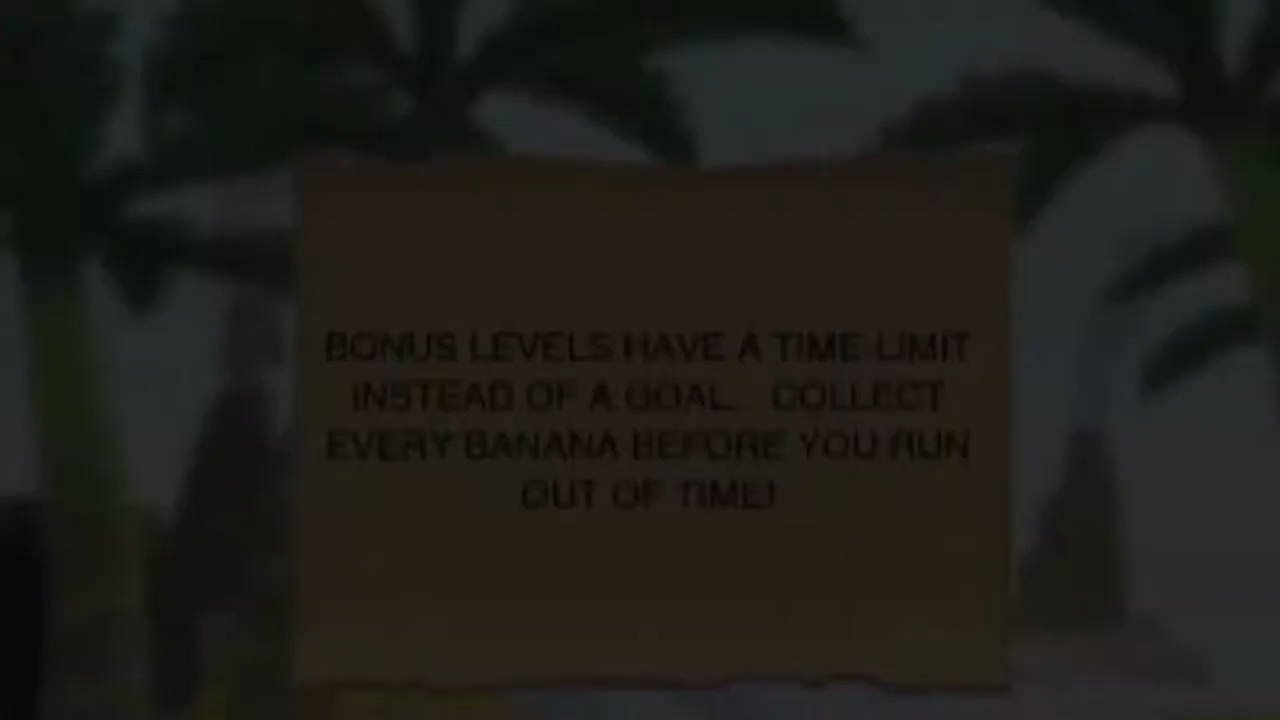 BONUS LEVELS HAVE A TIME-LIMIT
INSTEAD OF A GOAL. COLLECT
EVERY BANANA BEFORE YOU RUN
OUT OF TIME!